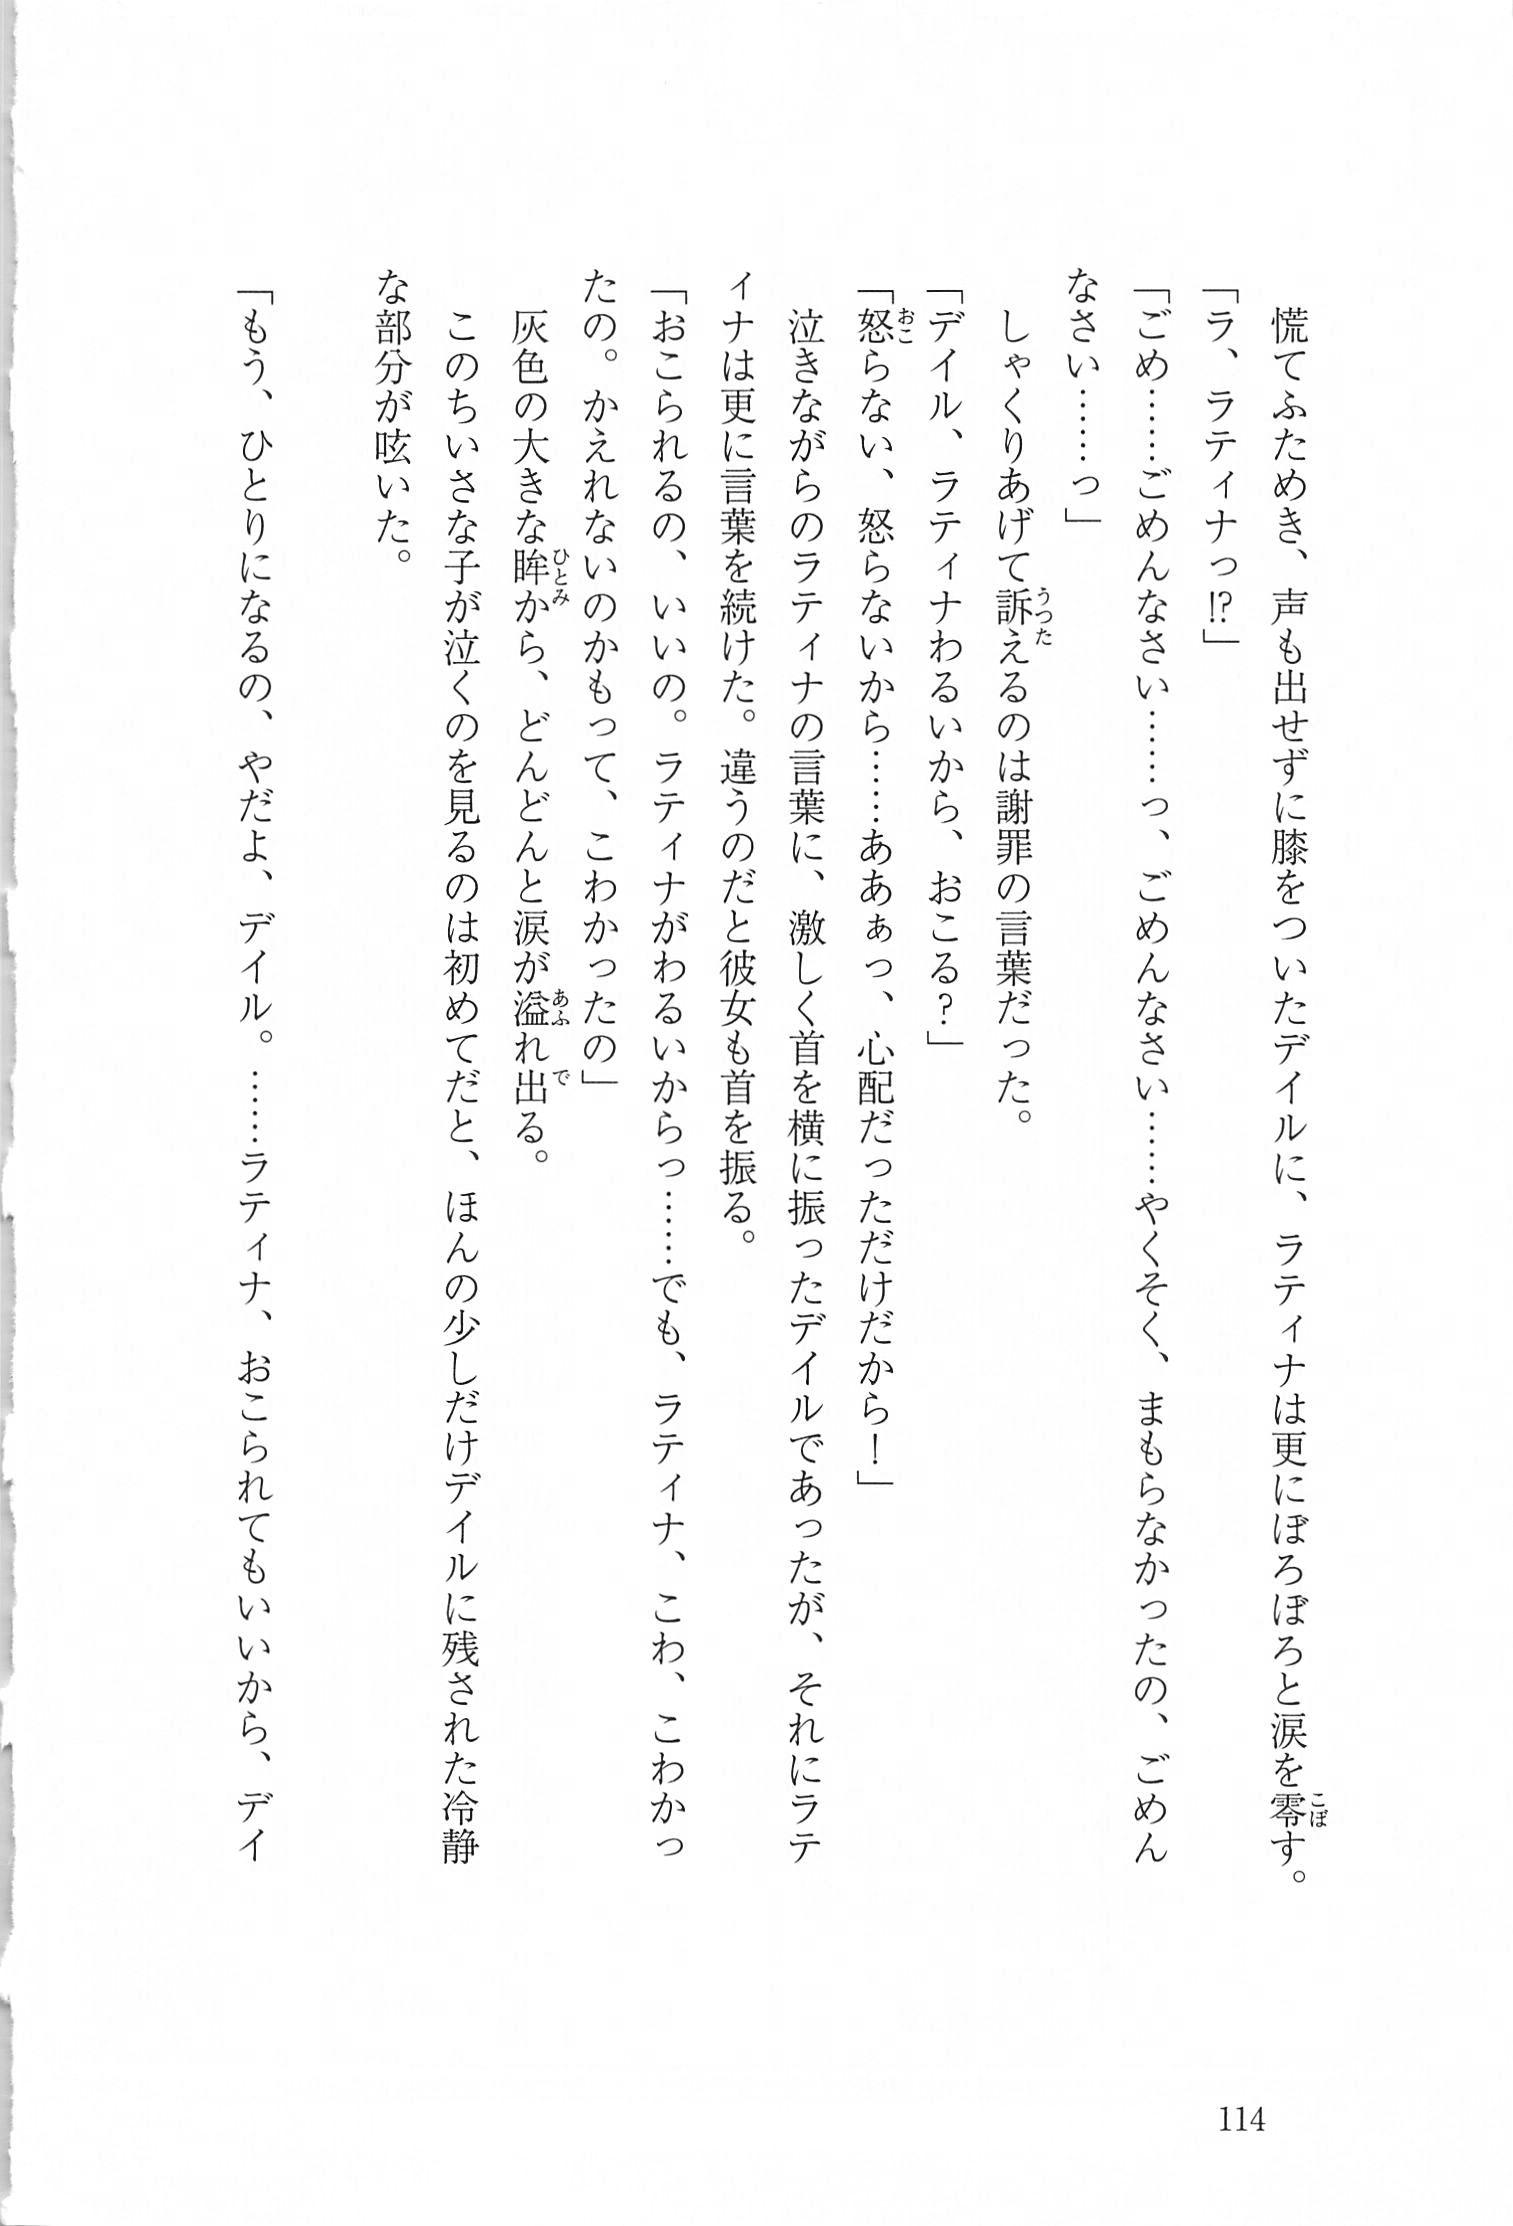 慌てふためき、声も出せずに膝をついたデイルに、ラティナは更にぼろぼろと涙を零す。
「ラ、ラティナっ⁉」
「ごめ……ごめんなさい……っ、ごめんなさい……やくそく、まもらなかったの、ごめん
なさい……っ」
　しゃくりあげて訴えるのは謝罪の言葉だった。
「デイル、ラティナわるいから、おこる？」
「怒らない、怒らないから……ああぁっ、心配だっただけだから！」
　泣きながらのラティナの言葉に、激しく首を横に振ったデイルであったが、それにラテ
ィナは更に言葉を続けた。違うのだと彼女も首を振る。
「おこられるの、いいの。ラティナがわるいからっ……でも、ラティナ、こわ、こわかっ
たの。かえれないのかもって、こわかったの」
　灰色の大きな眸から、どんどんと涙が溢れ出る。
　このちいさな子が泣くのを見るのは初めてだと、ほんの少しだけデイルに残された冷静
な部分が呟いた。
「もう、ひとりになるの、やだよ、デイル。……ラティナ、おこられてもいいから、デイ
114